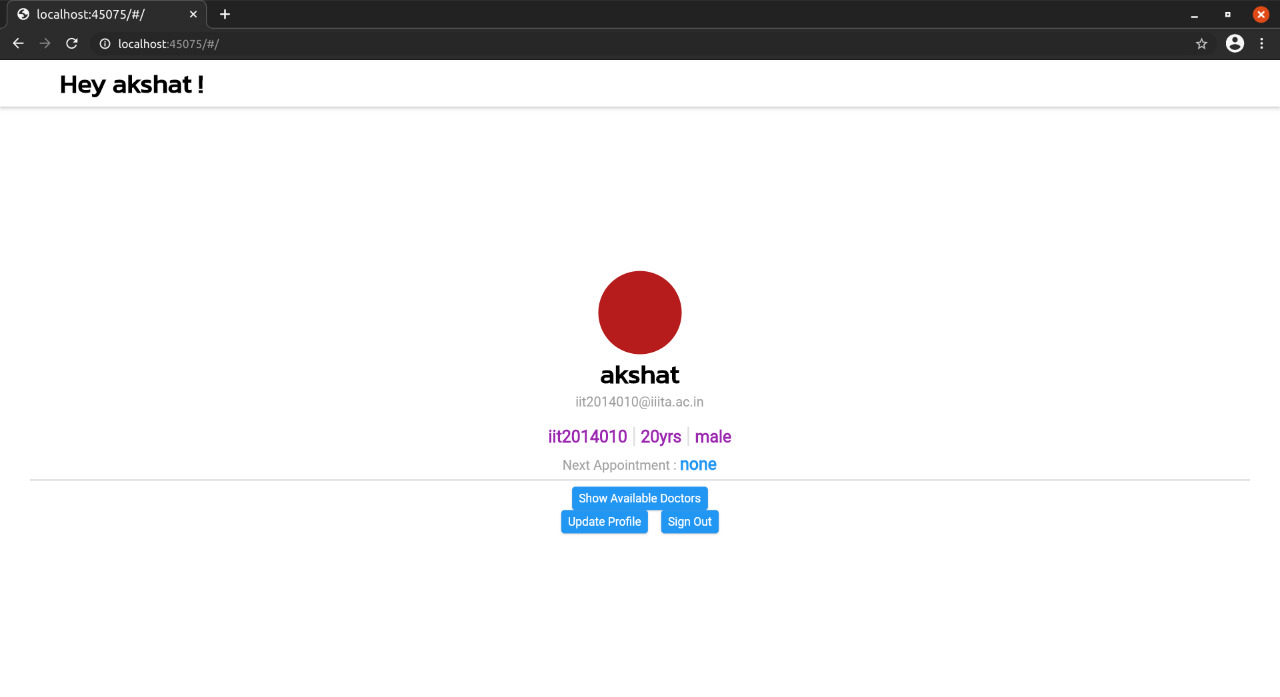 localhost:45075/#/
localhost:45075/#/
Hey akshat !
akshat
iit2014010@iiita.ac.in
iit2014010 20yrs male
Next Appointment : none
Show Available Doctors
Update Profile Sign Out